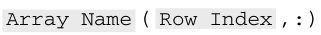 Array Name ( Row Index ,:)